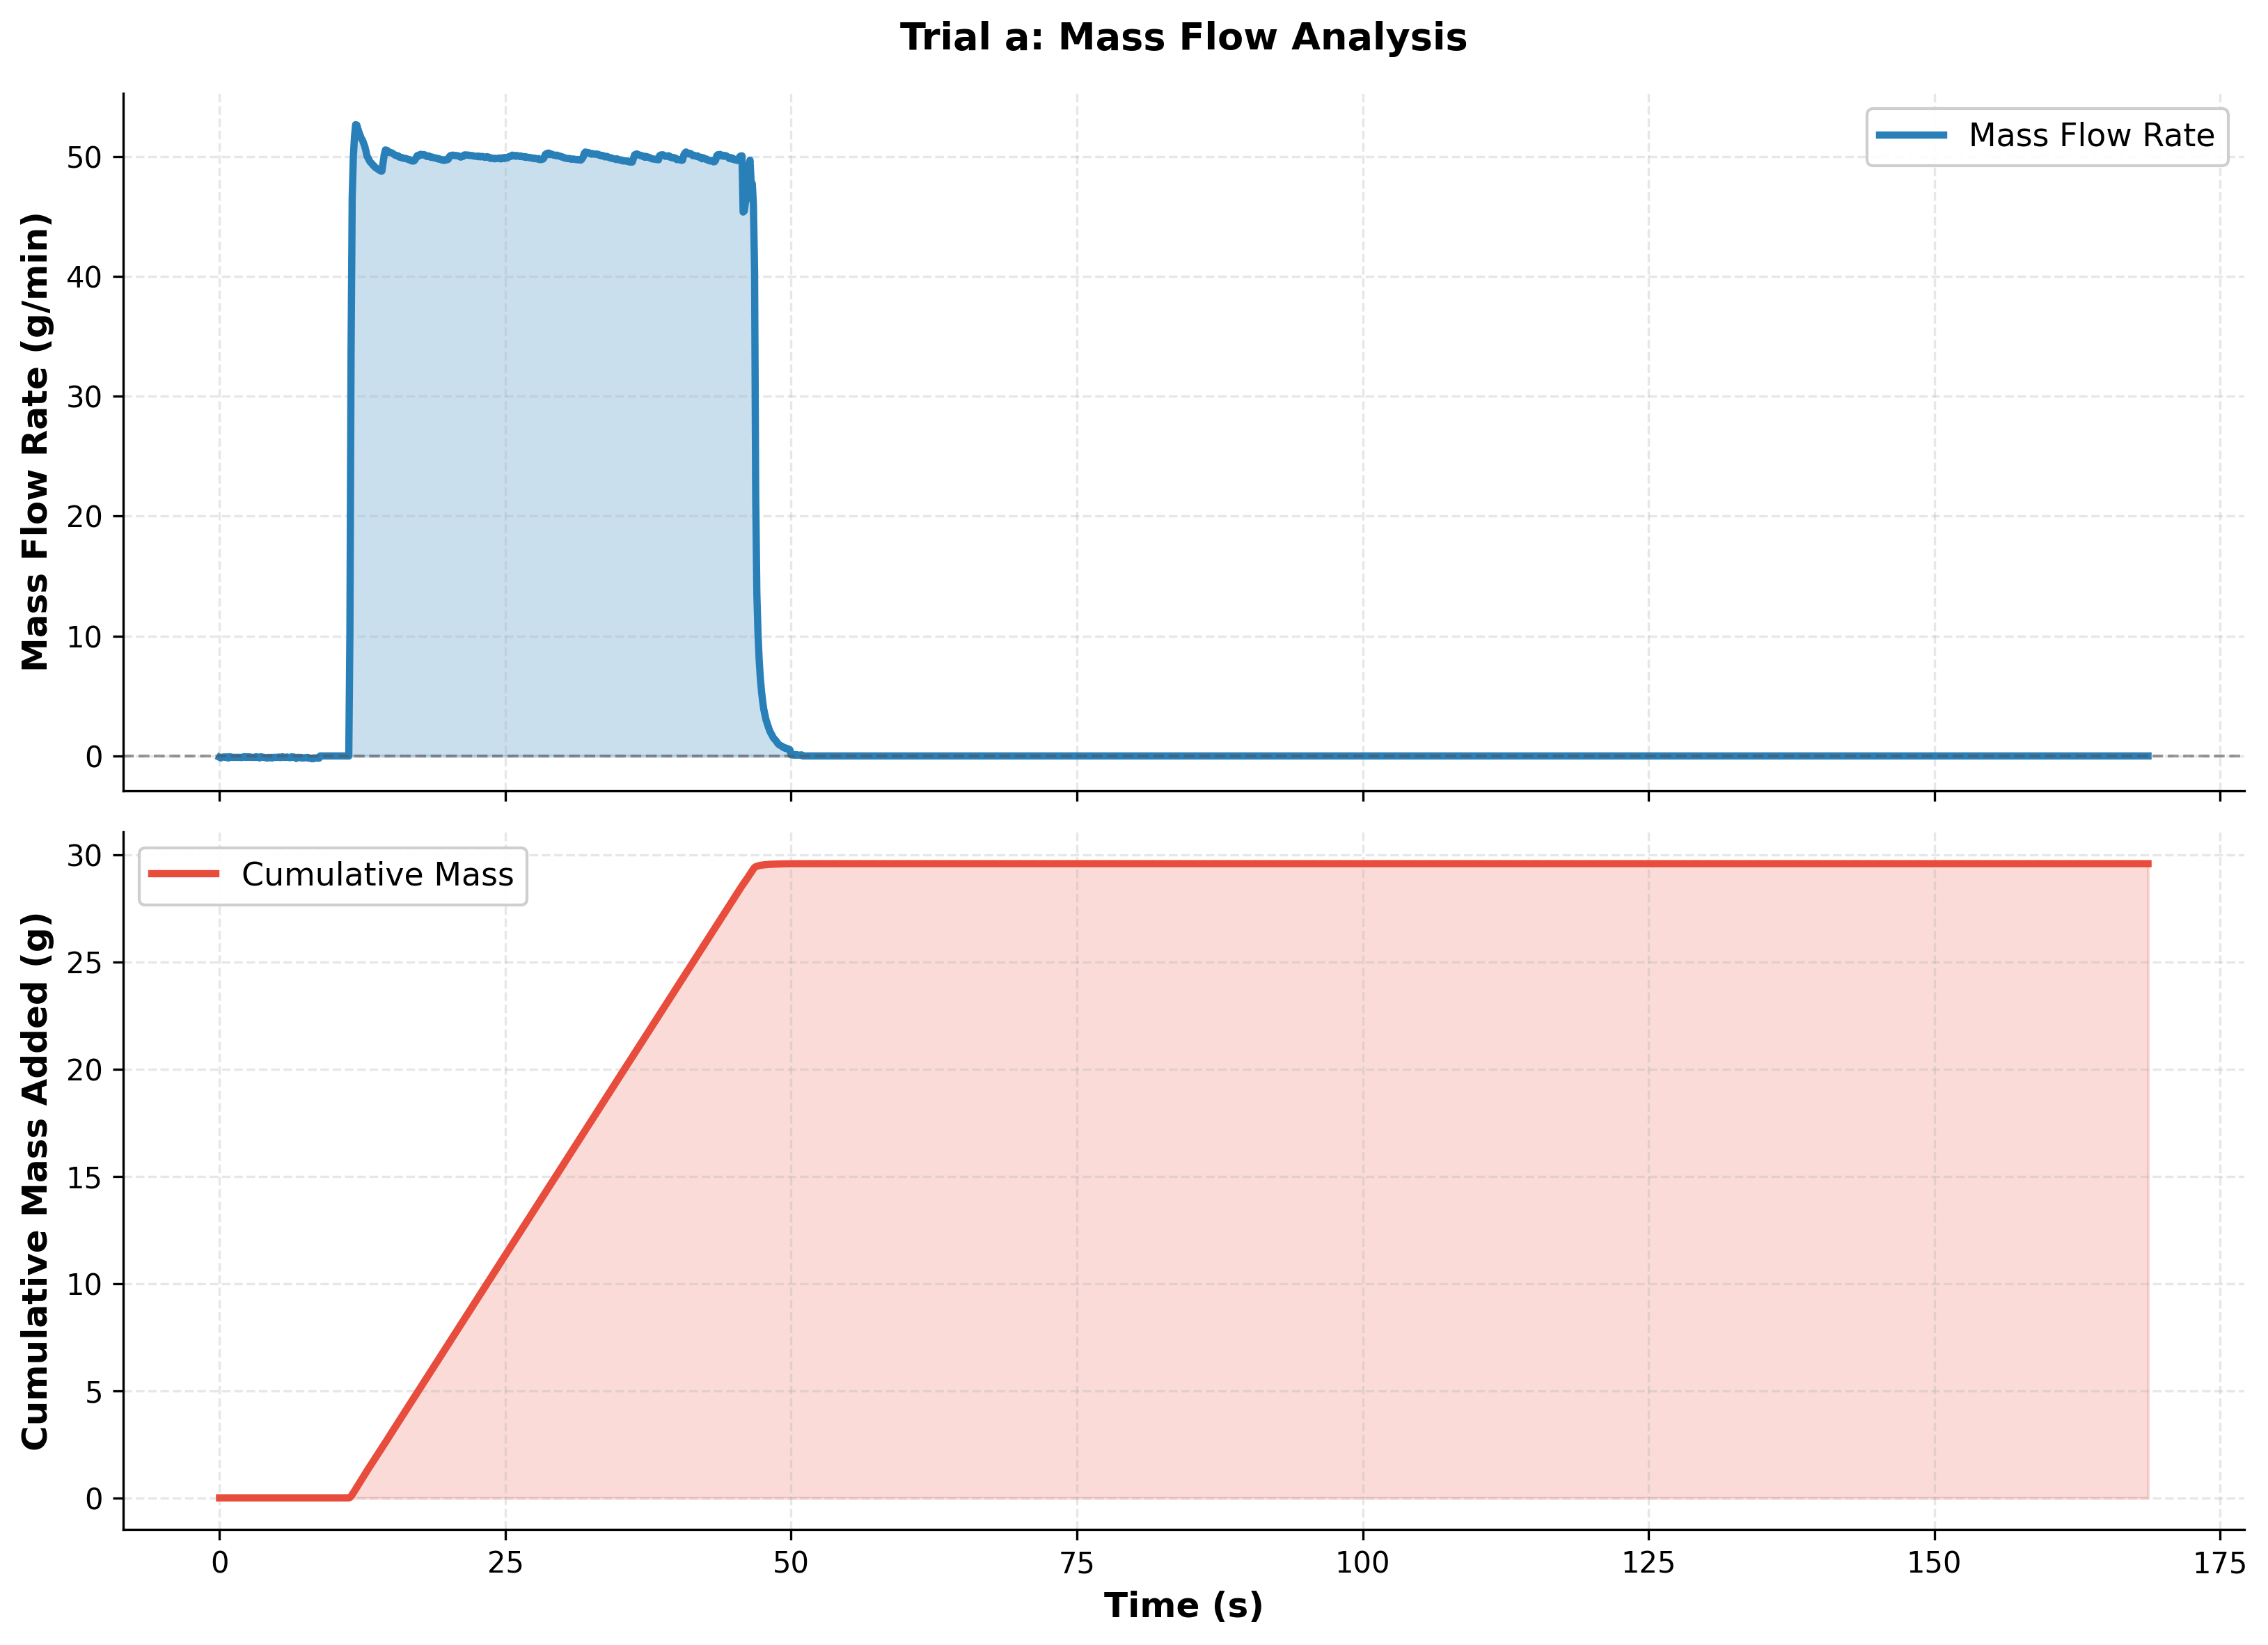 Trial a: Mass Flow Analysis
Mass Flow Rate (g/min)
50
40
30
20
10
0
Mass Flow Rate
Cumulative Mass Added (g)
30
25
20
15
10
5
0
Cumulative Mass
0 25 50 75 100 125 150 175
Time (s)